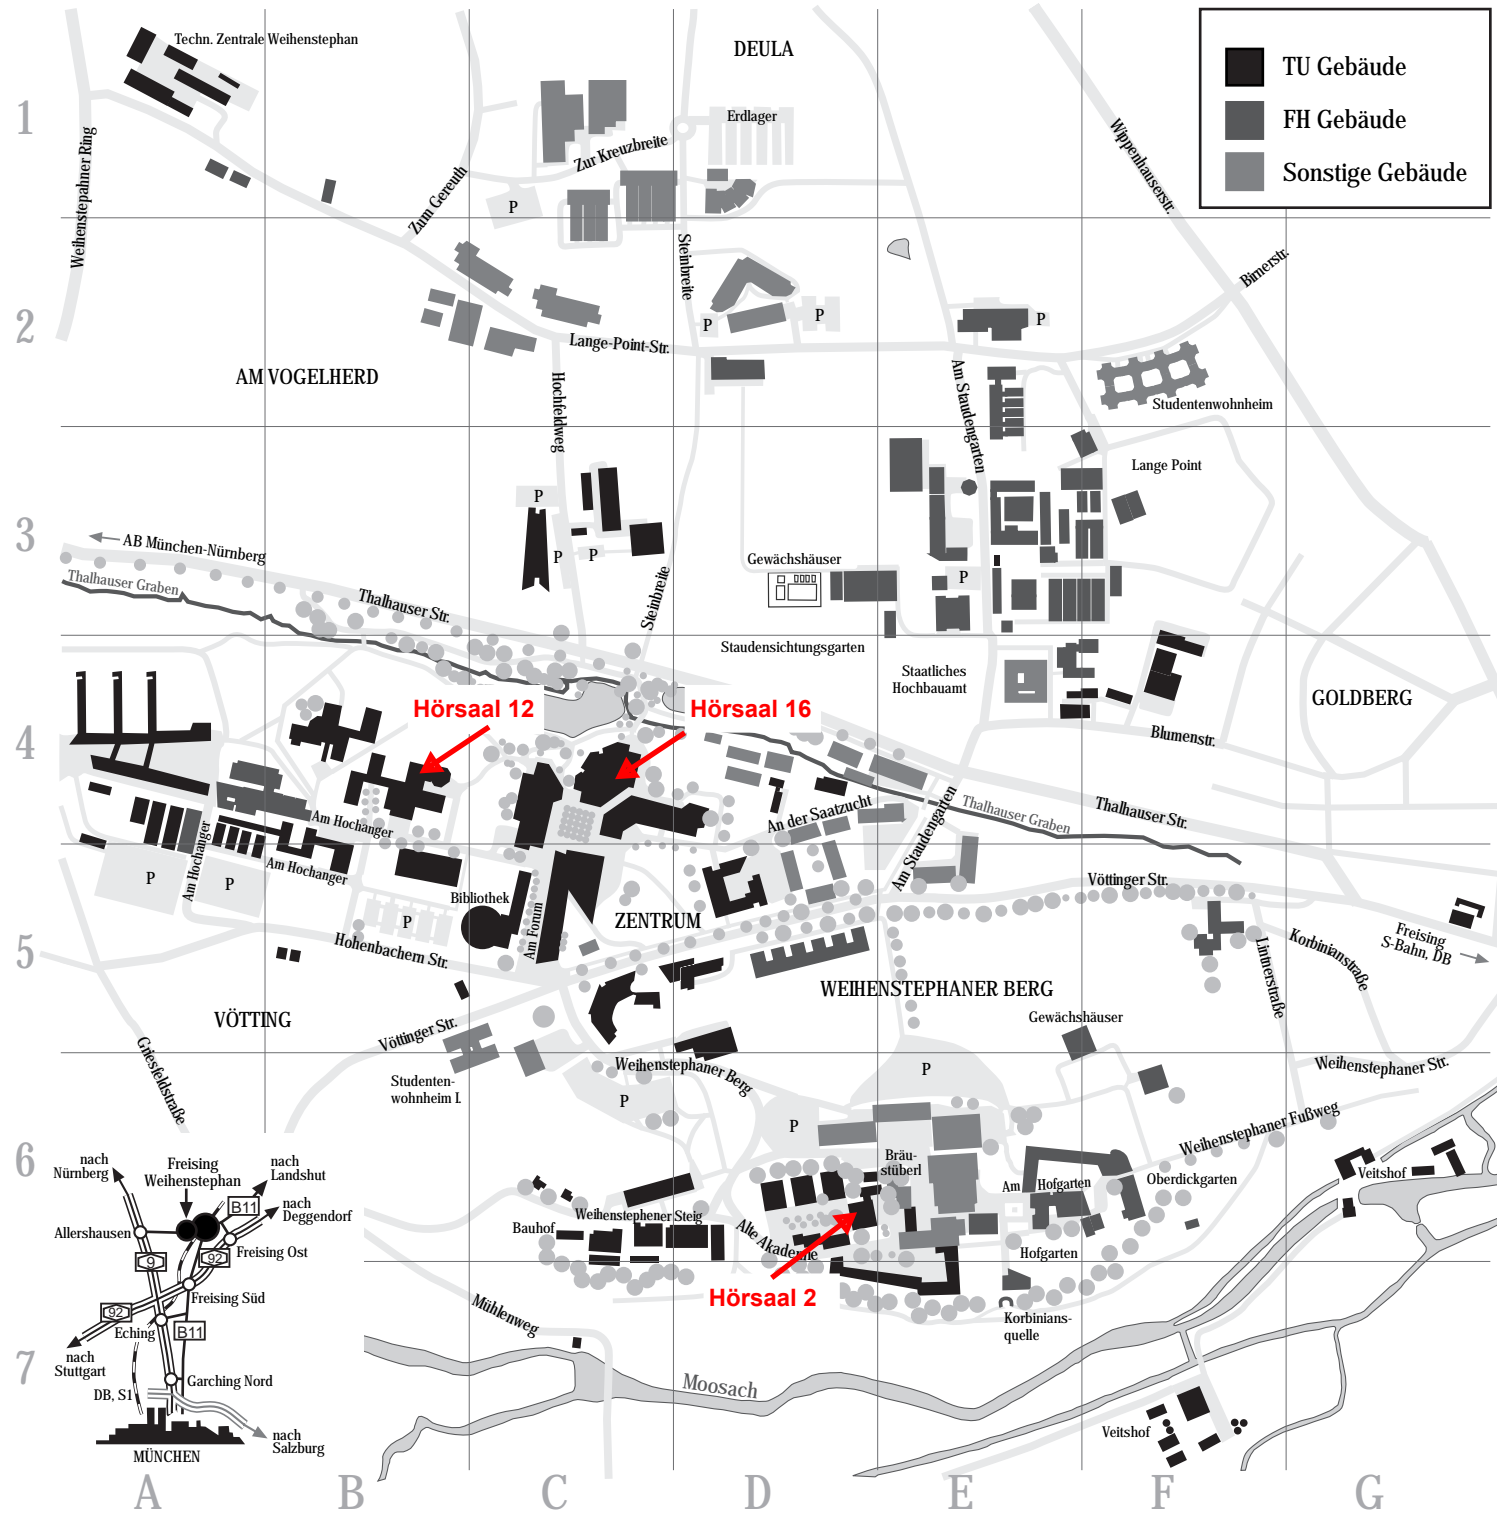 Techn. Zentrale Weihenstephan
DEULA
TU Gebäude
FH Gebäude
Sonstige Gebäude
1
Erdlager
Zur Kreuzbreite
Wippenhauserstr.
Weihenstepahner Ring
Zum Gereuth
P
Steinbreite
Birnerstr.
2
P
P
P
Lange-Point-Str.
AM VOGELHERD
Hochfeldweg
Am Staudengarten
Studentenwohnheim
Lange Point
P
3
AB München-Nürnberg
P
P
Gewächshäuser
P
Thalhauser Graben
Thalhauser Str.
Steinbreite
Staudensichtungsgarten
Staatliches
Hochbauamt
GOLDBERG
Hörsaal 12
Hörsaal 16
4
Blumenstr.
Am Hochanger
An der Saatzucht
Thalhauser Graben
Thalhauser Str.
Am Hochanger
Am Hochanger
Am Staudengarten
P
P
Vöttinger Str.
Bibliothek
P
Am Forum
ZENTRUM
5
Hohenbachern Str.
Lintnerstraße
Korbinianstraße
Freising
S-Bahn, DB
WEIHENSTEPHANER BERG
VÖTTING
Vöttinger Str.
Gewächshäuser
Griesfeldstraße
Studenten-
wohnheim I.
Weihenstephaner Berg
P
P
Weihenstephaner Str.
P
Weihenstephaner Fußweg
6
Bräu-
stüberl
Am Hofgarten
Oberdickgarten
Veitshof
nach
Nürnberg
Freising
Weihenstephan
nach
Landshut
B11
nach
Deggendorf
Allershausen
9
92
Freising Ost
Bauhof
Weihenstephener Steig
Alte Akademie
Hofgarten
Freising Süd
Hörsaal 2
92
Eching
B11
Mühlenweg
Korbinians-
quelle
nach
Stuttgart
7
Garching Nord
DB, S1
Moosach
nach
Salzburg
MÜNCHEN
Veitshof
A
B
C
D
E
F
G